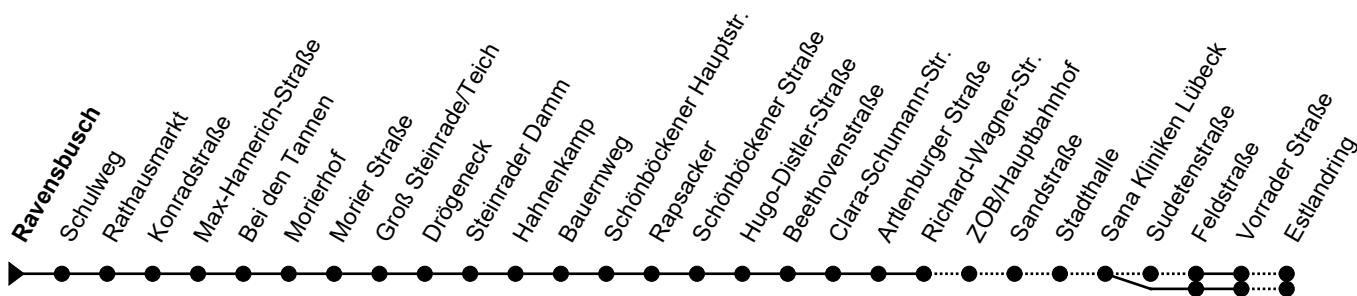 Ravensbusch
Schulweg
Rathausmarkt
Konradstraße
Max-Hamerich-Straße
Bei den Tannen
Morierhof
Morier Straße
Groß Steinrade/Teich
Drögeneck
Steinrader Damm
Hahnenkamp
Bauernweg
Schönböckener Hauptstr.
Rapsacker
Schönböckener Straße
Hugo-Distler-Straße
Beethovenstraße
Clara-Schumann-Str.
Artlenburger Straße
Richard-Wagner-Str.
ZOB/Hauptbahnhof
Sandstraße
Stadthalle
Sana Kliniken Lübeck
Sudetenstraße
Feldstraße
Vorrader Straße
Estlandring